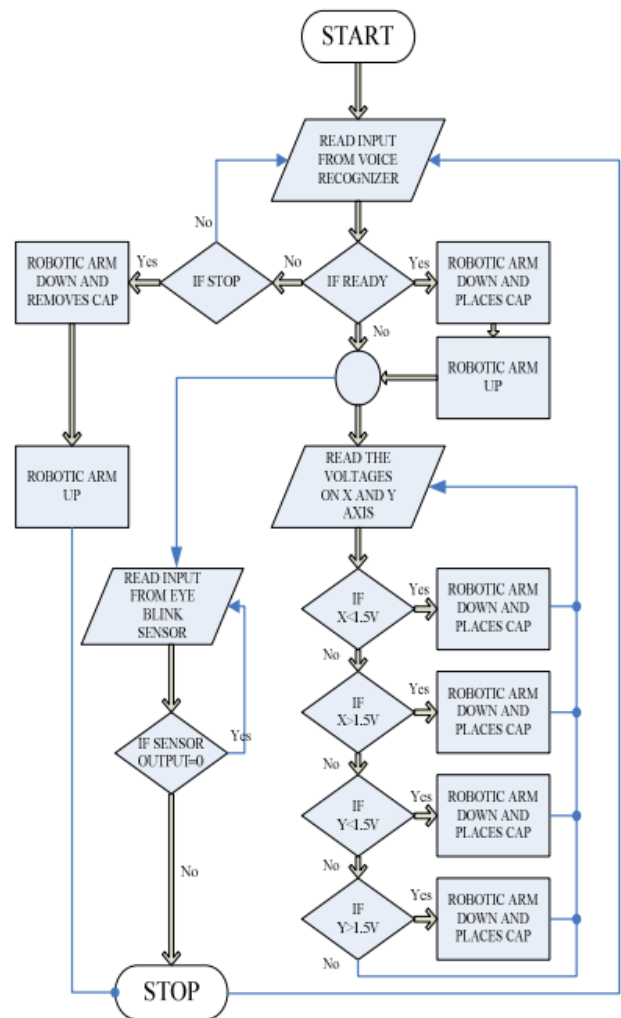 START
READ INPUT
FROM VOICE
RECOGNIZER
No
ROBOTIC ARM
DOWN AND
REMOVES CAP
Yes
IF STOP
No
IF READY
Yes
ROBOTIC ARM
DOWN AND
PLACES CAP
No
ROBOTIC ARM
UP
ROBOTIC ARM
UP
READ THE
VOLTAGES
ON X AND Y
AXIS
READ INPUT
FROM EYE
BLINK
SENSOR
IF
X<1.5V
Yes
ROBOTIC ARM
DOWN AND
PLACES CAP
No
IF
X>1.5V
Yes
ROBOTIC ARM
DOWN AND
PLACES CAP
IF SENSOR
OUTPUT=0
Yes
No
IF
Y<1.5V
Yes
ROBOTIC ARM
DOWN AND
PLACES CAP
No
No
IF
Y>1.5V
Yes
ROBOTIC ARM
DOWN AND
PLACES CAP
No
STOP